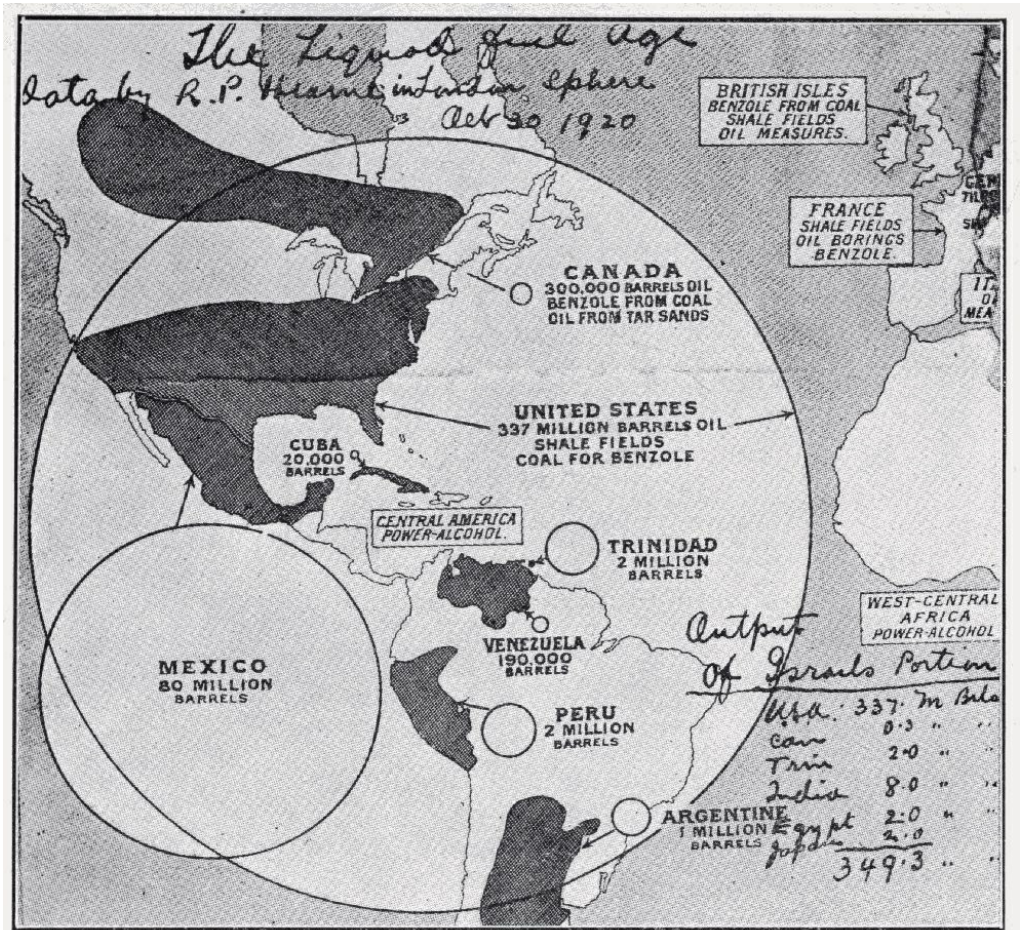 The Liquid fuel Age
Data by R.P. Hearne in London Sphere
Oct 30 1920
BRITISH ISLES
BENZOLE FROM COAL
SHALE FIELDS
OIL MEASURES.
FRANCE
SHALE FIELDS
OIL BORINGS
BENZOLE.
CANADA
300,000 BARRELS OIL
BENZOLE FROM COAL
OIL FROM TAR SANDS
UNITED STATES
337 MILLION BARRELS OIL
SHALE FIELDS
COAL FOR BENZOLE
CUBA
20,000
BARRELS
CENTRAL AMERICA
POWER-ALCOHOL.
TRINIDAD
2 MILLION
BARRELS
VENEZUELA
190,000
BARRELS
MEXICO
80 MILLION
BARRELS
PERU
2 MILLION
BARRELS
ARGENTINE
1 MILLION
BARRELS
WEST-CENTRAL
AFRICA
POWER-ALCOHOL
Output
Of Israels Portion
USA. 337. M Brls
Can 0.3 " "
Trin 2.0 " "
India 8.0 " "
Egypt 2.0 " "
Japan 2.0
349.3 " "